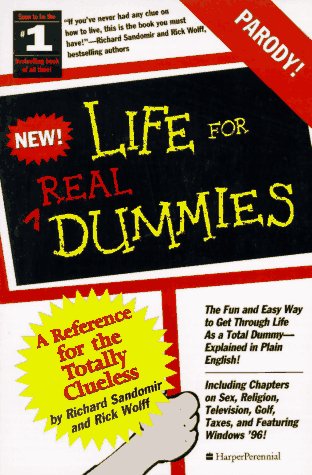 Soon to be the
#1
Bestselling book
of all time!
"If you've never had any clue on
how to live, this is the book you must
have!"—Richard Sandomir and Rick Wolff,
bestselling authors
PARODY!
NEW!
LIFE FOR
REAL
DUMMIES
A Reference
for the
Totally
Clueless
by Richard Sandomir
and Rick Wolff
The Fun and Easy Way
to Get Through Life
As a Total Dummy—
Explained in Plain
English!
Including Chapters
on Sex, Religion,
Television, Golf,
Taxes, and Featuring
Windows '96!
HarperPerennial